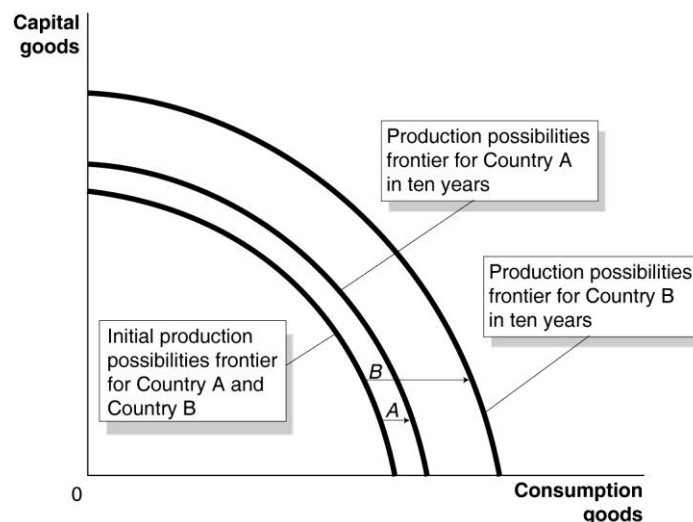 Capital
goods
Production possibilities
frontier for Country A
in ten years
Production possibilities
frontier for Country B
in ten years
Initial production
possibilities frontier
for Country A and
Country B
B
A
0
Consumption
goods